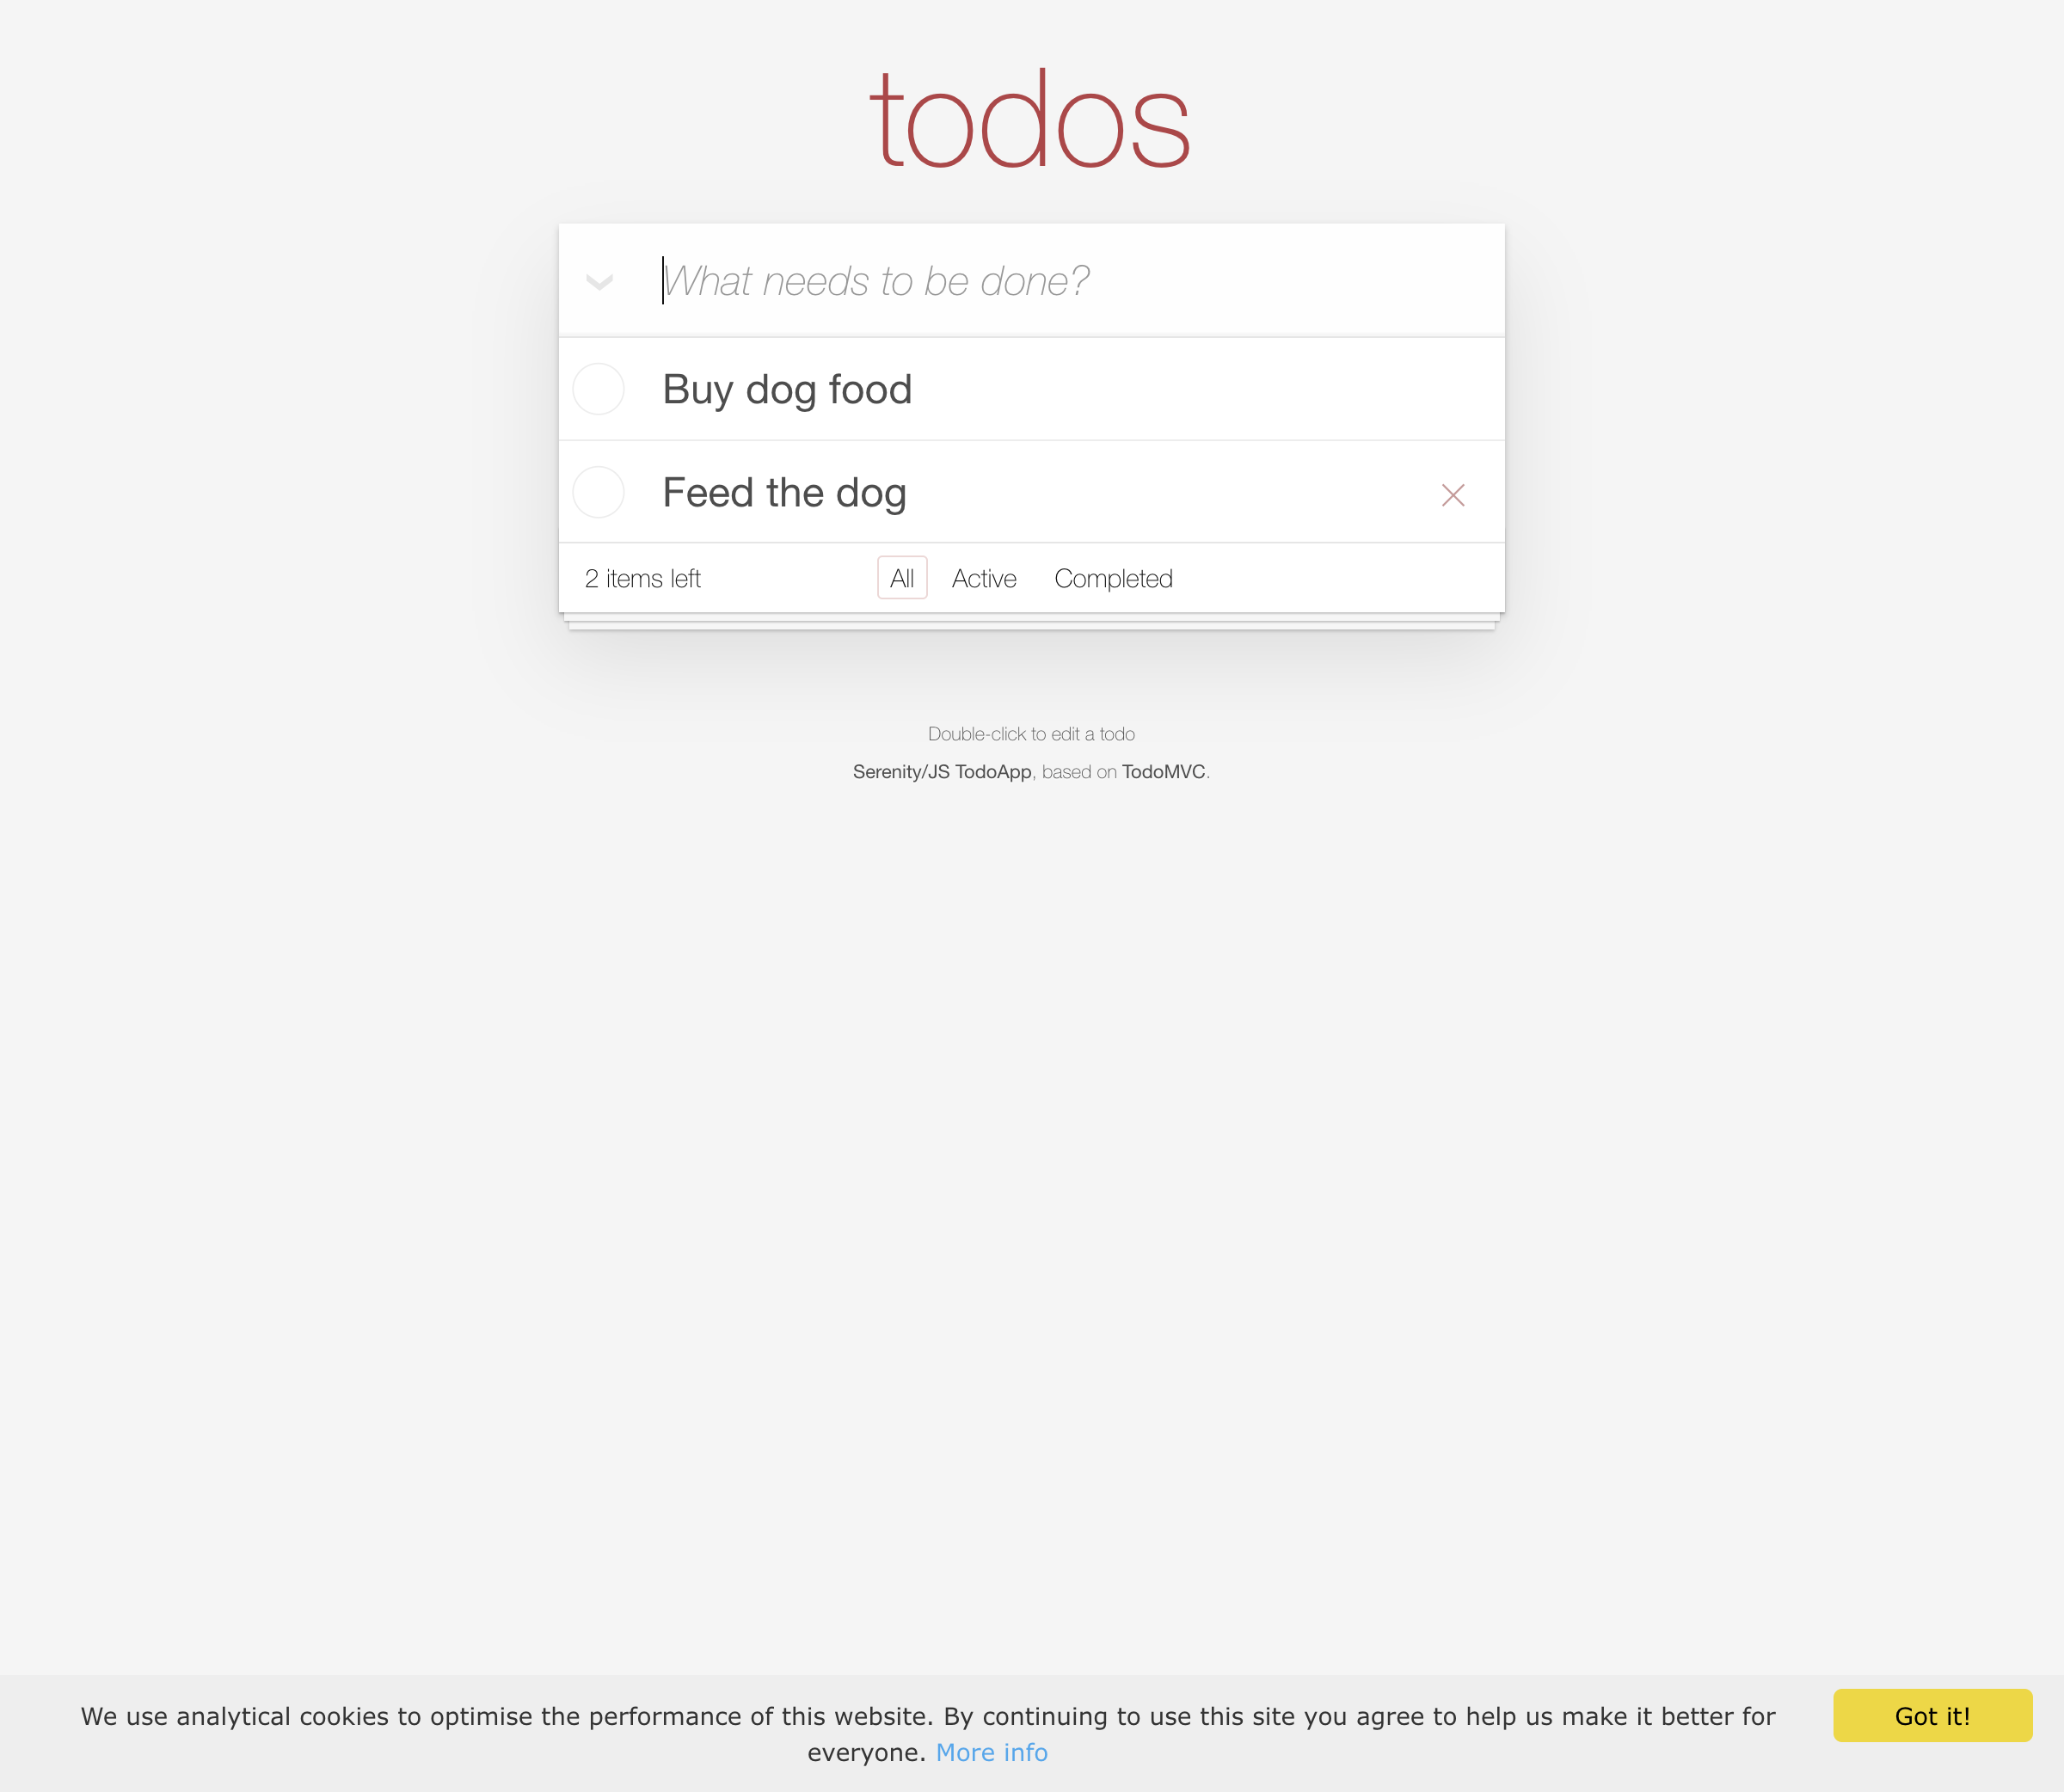 todos
What needs to be done?
Buy dog food
Feed the dog
2 items left All Active Completed
Double-click to edit a todo
Serenity/JS TodoApp, based on TodoMVC.
We use analytical cookies to optimise the performance of this website. By continuing to use this site you agree to help us make it better for
everyone. More info
Got it!